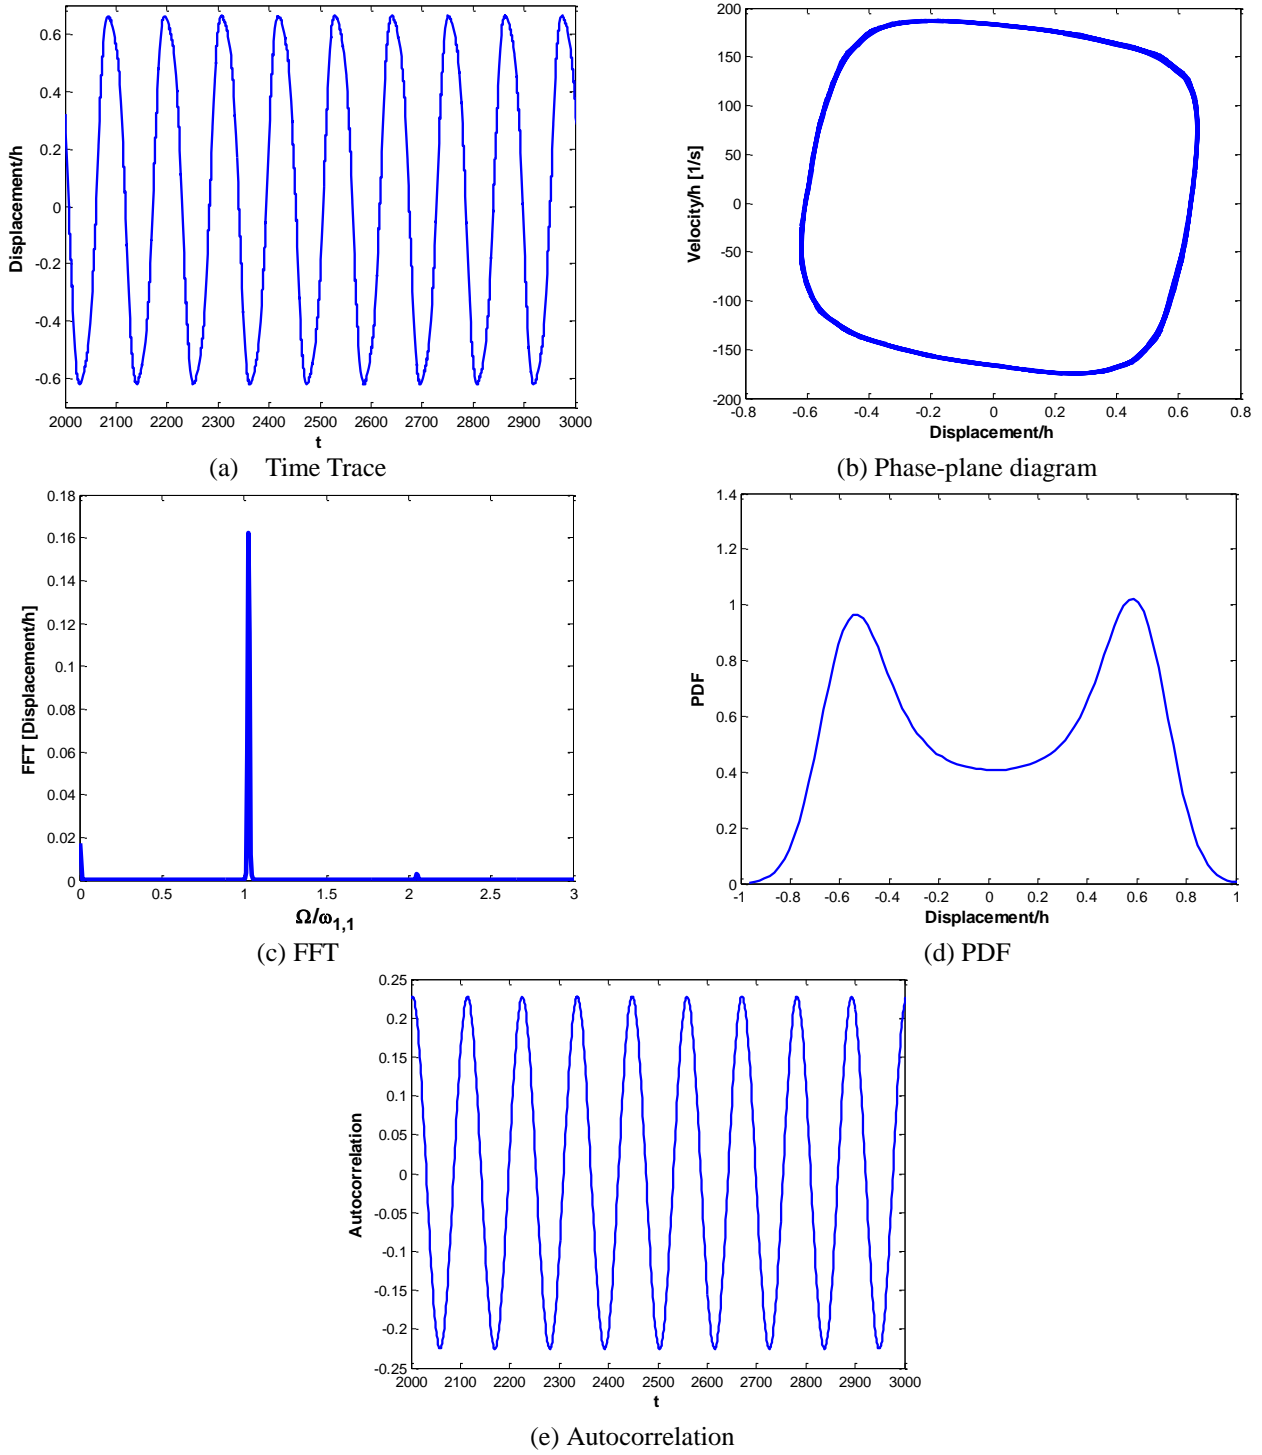 0.6
0.4
0.2
0
-0.2
-0.4
-0.6
Displacement/h
2000 2100 2200 2300 2400 2500 2600 2700 2800 2900 3000
t
(a) Time Trace
200
150
100
50
0
-50
-100
-150
-200
Velocity/h [1/s]
-0.8 -0.6 -0.4 -0.2 0 0.2 0.4 0.6 0.8
Displacement/h
(b) Phase-plane diagram
0.18
0.16
0.14
0.12
0.1
0.08
0.06
0.04
0.02
0
FFT [Displacement/h]
0 0.5 1 1.5 2 2.5 3
Ω/ω1,1
(c) FFT
1.4
1.2
1
0.8
0.6
0.4
0.2
0
PDF
-1 -0.8 -0.6 -0.4 -0.2 0 0.2 0.4 0.6 0.8 1
Displacement/h
(d) PDF
0.25
0.2
0.15
0.1
0.05
0
-0.05
-0.1
-0.15
-0.2
-0.25
Autocorrelation
2000 2100 2200 2300 2400 2500 2600 2700 2800 2900 3000
t
(e) Autocorrelation